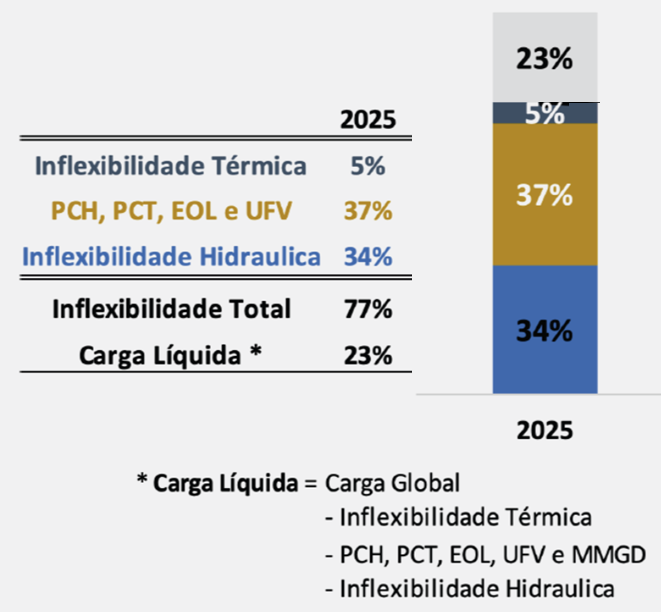 2025
Inflexibilidade Térmica 5%
PCH, PCT, EOL e UFV 37%
Inflexibilidade Hidraulica 34%
Inflexibilidade Total 77%
Carga Líquida * 23%
23%
5%
37%
34%
2025
* Carga Líquida = Carga Global
- Inflexibilidade Térmica
- PCH, PCT, EOL, UFV e MMGD
- Inflexibilidade Hidraulica